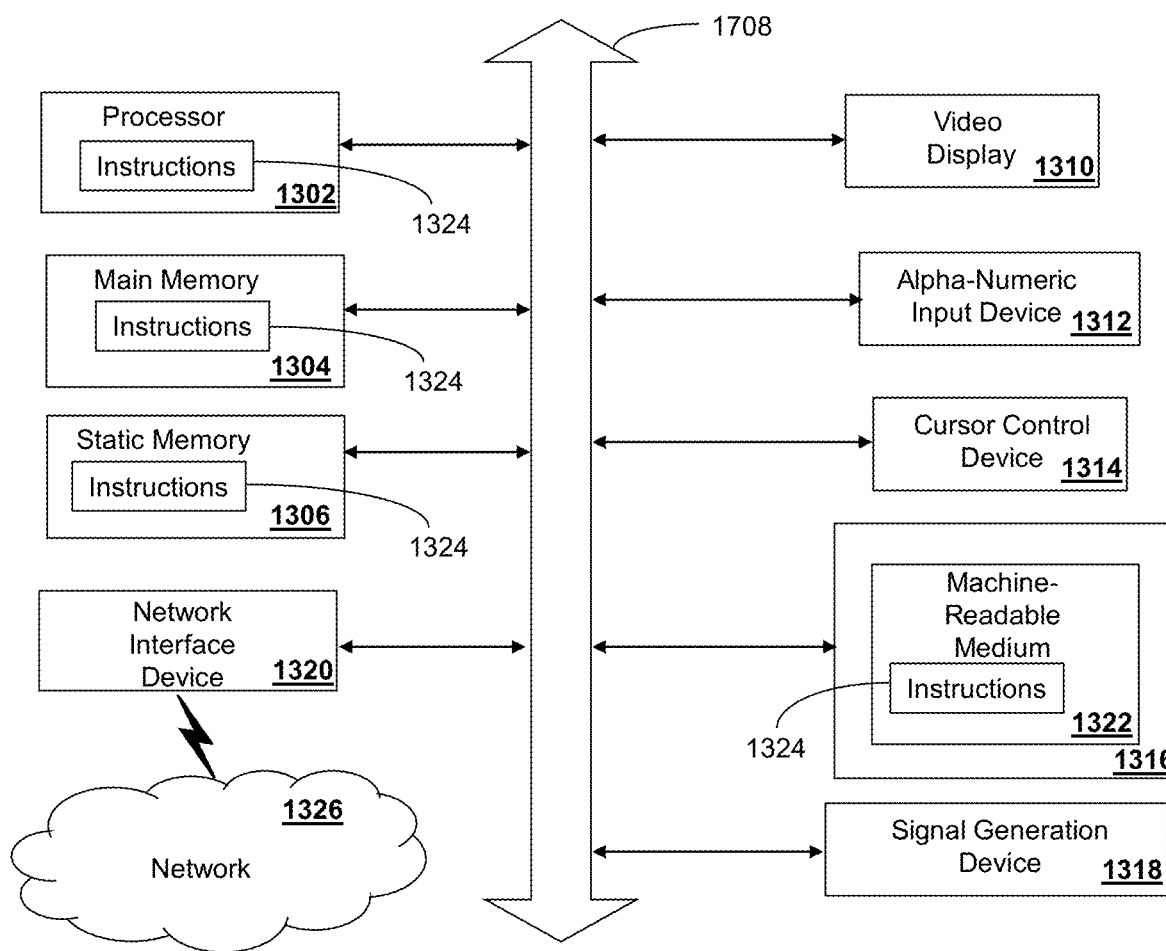 1708
Processor
Instructions
1302
1324
Main Memory
Instructions
1304
1324
Static Memory
Instructions
1306
1324
Network
Interface
Device
1320
1326
Network
Video
Display
1310
Alpha-Numeric
Input Device
1312
Cursor Control
Device
1314
Machine-
Readable
Medium
Instructions
1322
1324
1316
Signal Generation
Device
1318